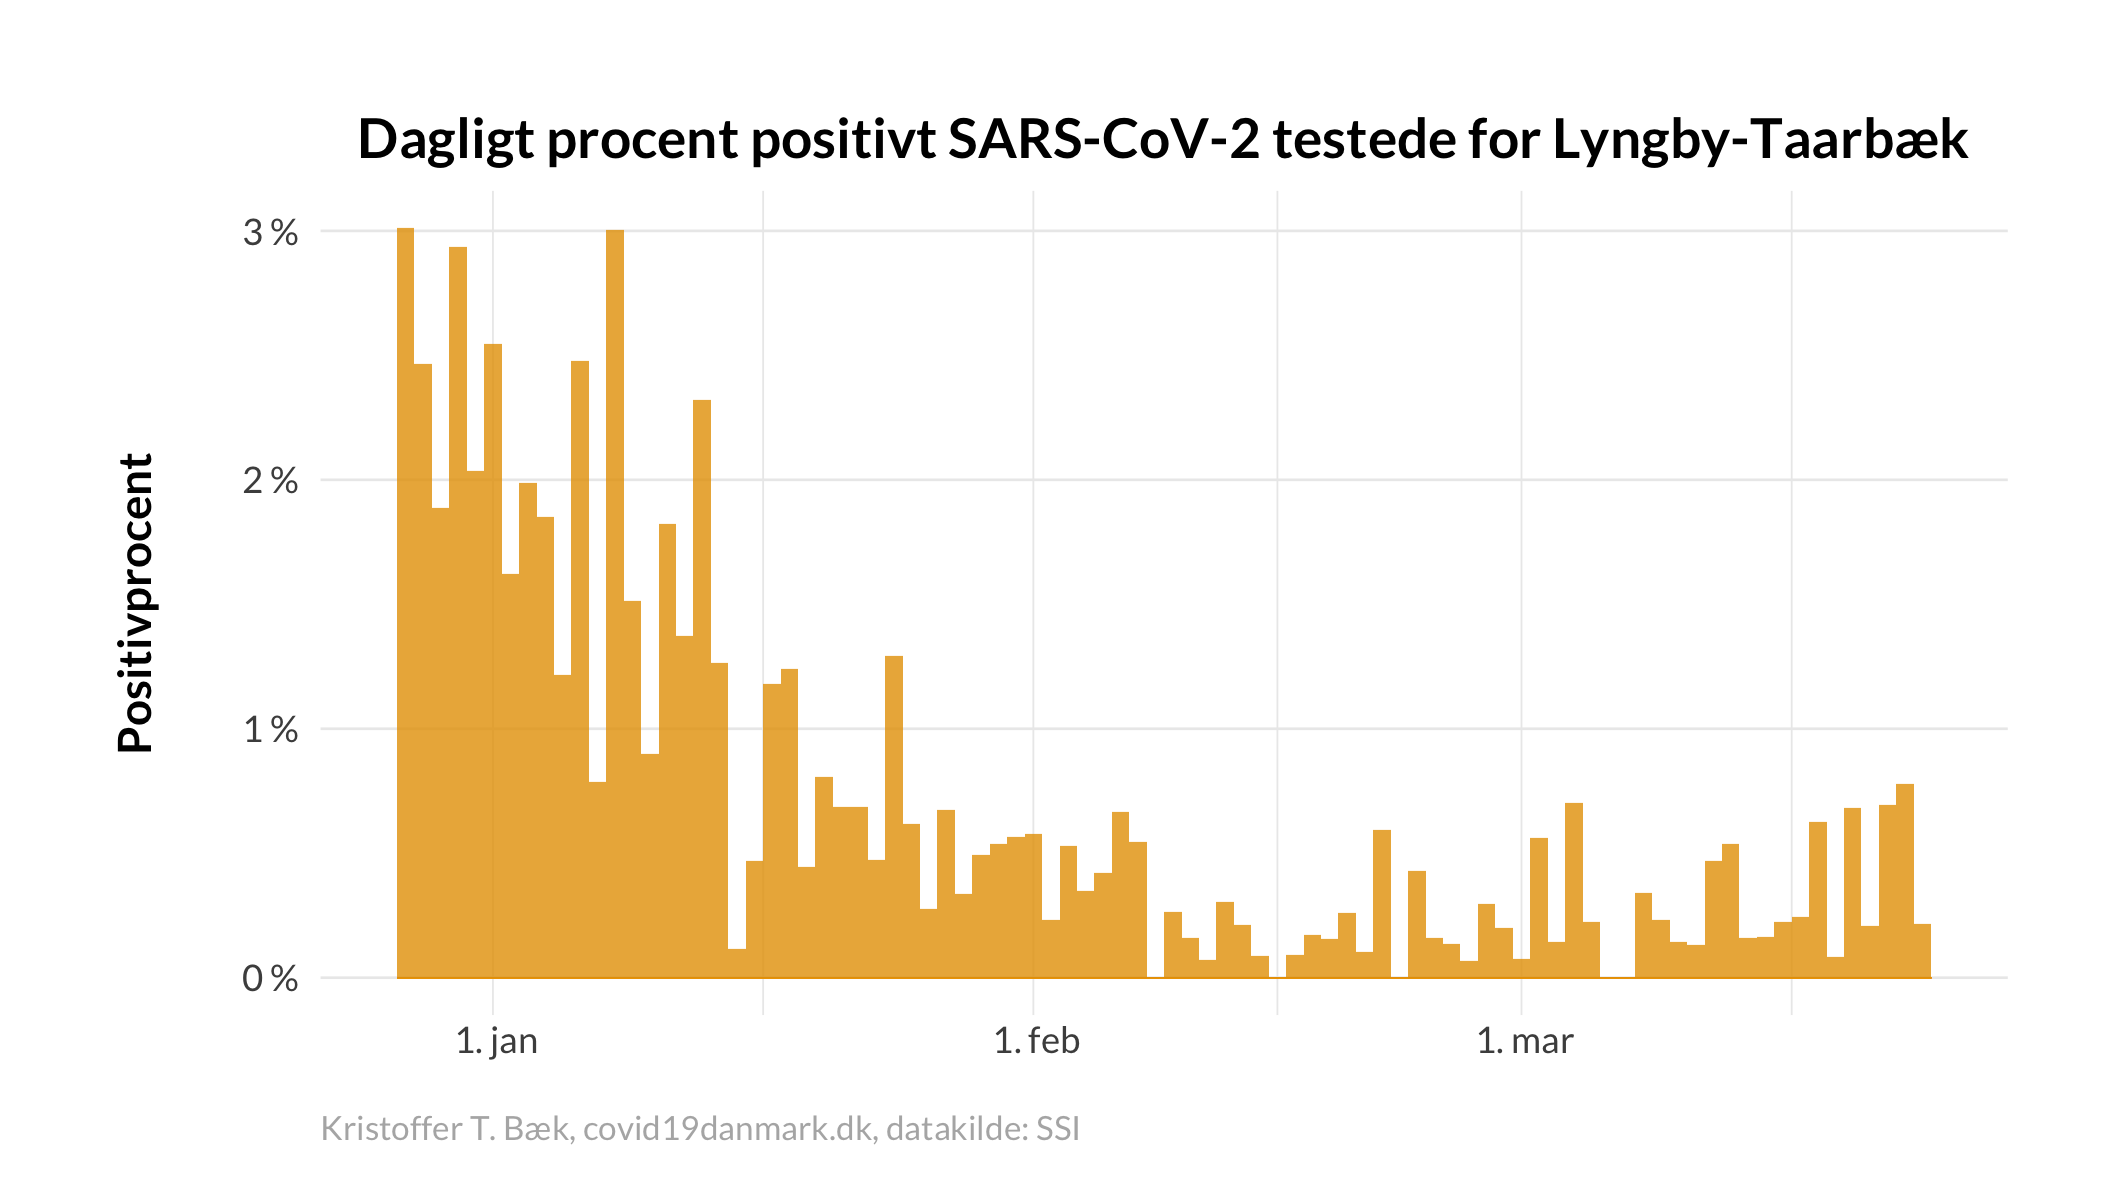 Dagligt procent positivt SARS-CoV-2 testede for Lyngby-Taarbæk
Positivprocent
3 %
2 %
1 %
0 %
1. jan
1. feb
1. mar
Kristoffer T. Bæk, covid19danmark.dk, datakilde: SSI